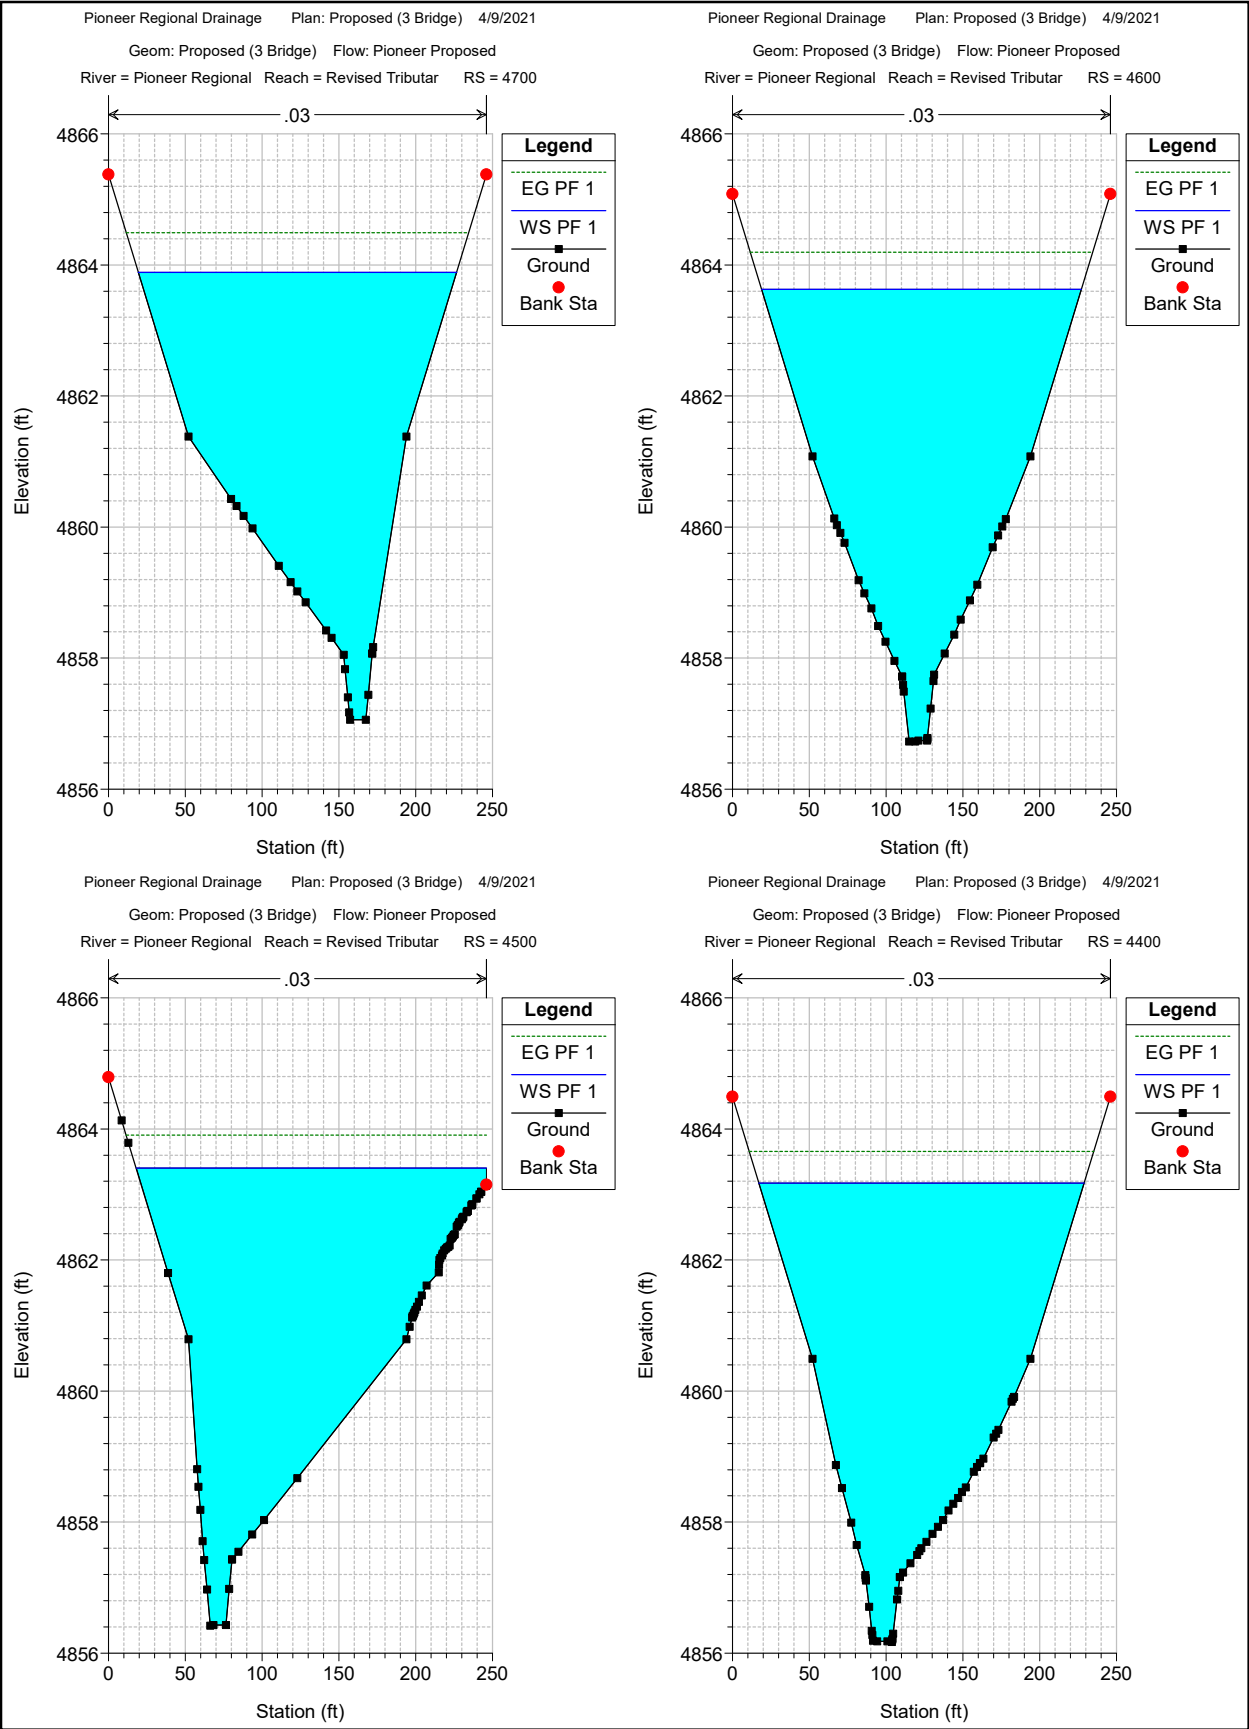 Pioneer Regional Drainage Plan: Proposed (3 Bridge) 4/9/2021
Geom: Proposed (3 Bridge) Flow: Pioneer Proposed
River = Pioneer Regional Reach = Revised Tributar RS = 4700
.03
4866
4864
4862
4860
4858
4856
Elevation (ft)
0 50 100 150 200 250
Station (ft)
Legend
EG PF 1
WS PF 1
Ground
Bank Sta
Pioneer Regional Drainage Plan: Proposed (3 Bridge) 4/9/2021
Geom: Proposed (3 Bridge) Flow: Pioneer Proposed
River = Pioneer Regional Reach = Revised Tributar RS = 4600
.03
4866
4864
4862
4860
4858
4856
Elevation (ft)
0 50 100 150 200 250
Station (ft)
Legend
EG PF 1
WS PF 1
Ground
Bank Sta
Pioneer Regional Drainage Plan: Proposed (3 Bridge) 4/9/2021
Geom: Proposed (3 Bridge) Flow: Pioneer Proposed
River = Pioneer Regional Reach = Revised Tributar RS = 4500
.03
4866
4864
4862
4860
4858
4856
Elevation (ft)
0 50 100 150 200 250
Station (ft)
Legend
EG PF 1
WS PF 1
Ground
Bank Sta
Pioneer Regional Drainage Plan: Proposed (3 Bridge) 4/9/2021
Geom: Proposed (3 Bridge) Flow: Pioneer Proposed
River = Pioneer Regional Reach = Revised Tributar RS = 4400
.03
4866
4864
4862
4860
4858
4856
Elevation (ft)
0 50 100 150 200 250
Station (ft)
Legend
EG PF 1
WS PF 1
Ground
Bank Sta